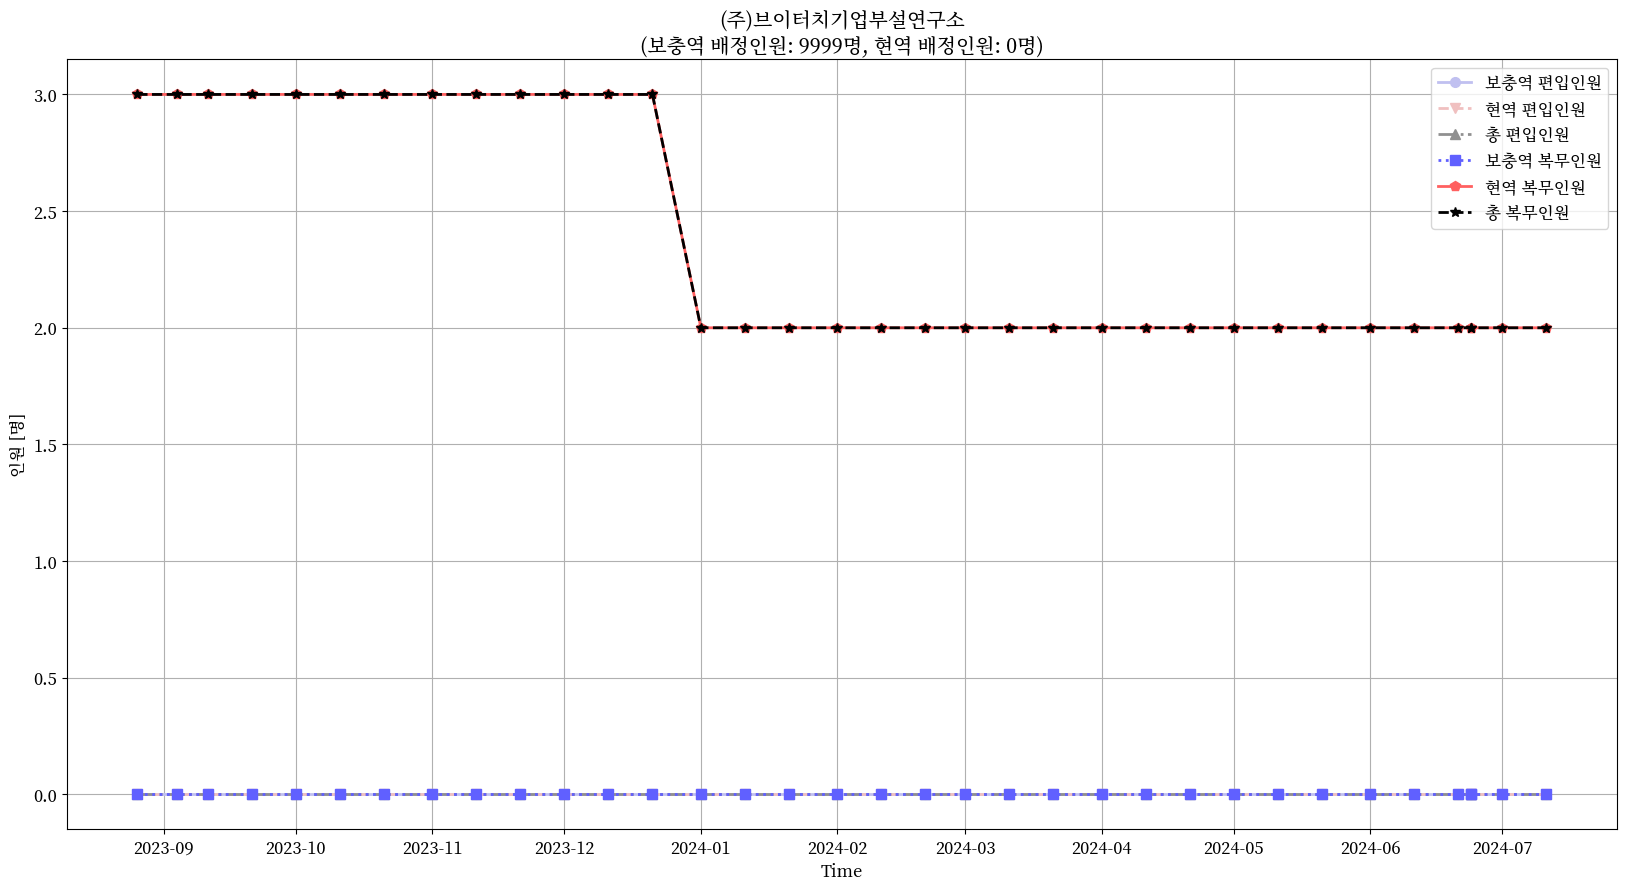 (주)브이터치기업부설연구소
(보충역 배정인원: 9999명, 현역 배정인원: 0명)
보충역 편입인원
현역 편입인원
총 편입인원
보충역 복무인원
현역 복무인원
총 복무인원
인원 [명]
3.0
2.5
2.0
1.5
1.0
0.5
0.0
2023-09 2023-10 2023-11 2023-12 2024-01 2024-02 2024-03 2024-04 2024-05 2024-06 2024-07
Time